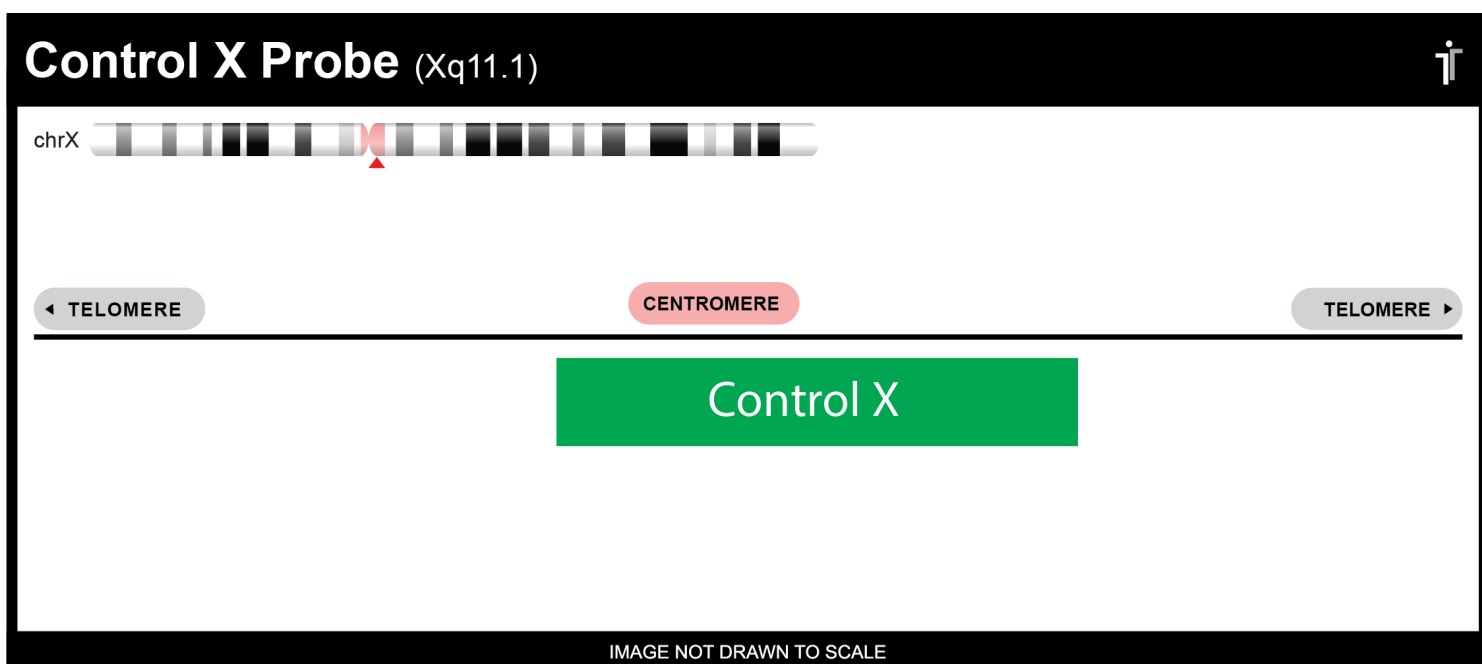 Control X Probe (Xq11.1)
chrX
TELOMERE
CENTROMERE
TELOMERE
Control X
IMAGE NOT DRAWN TO SCALE